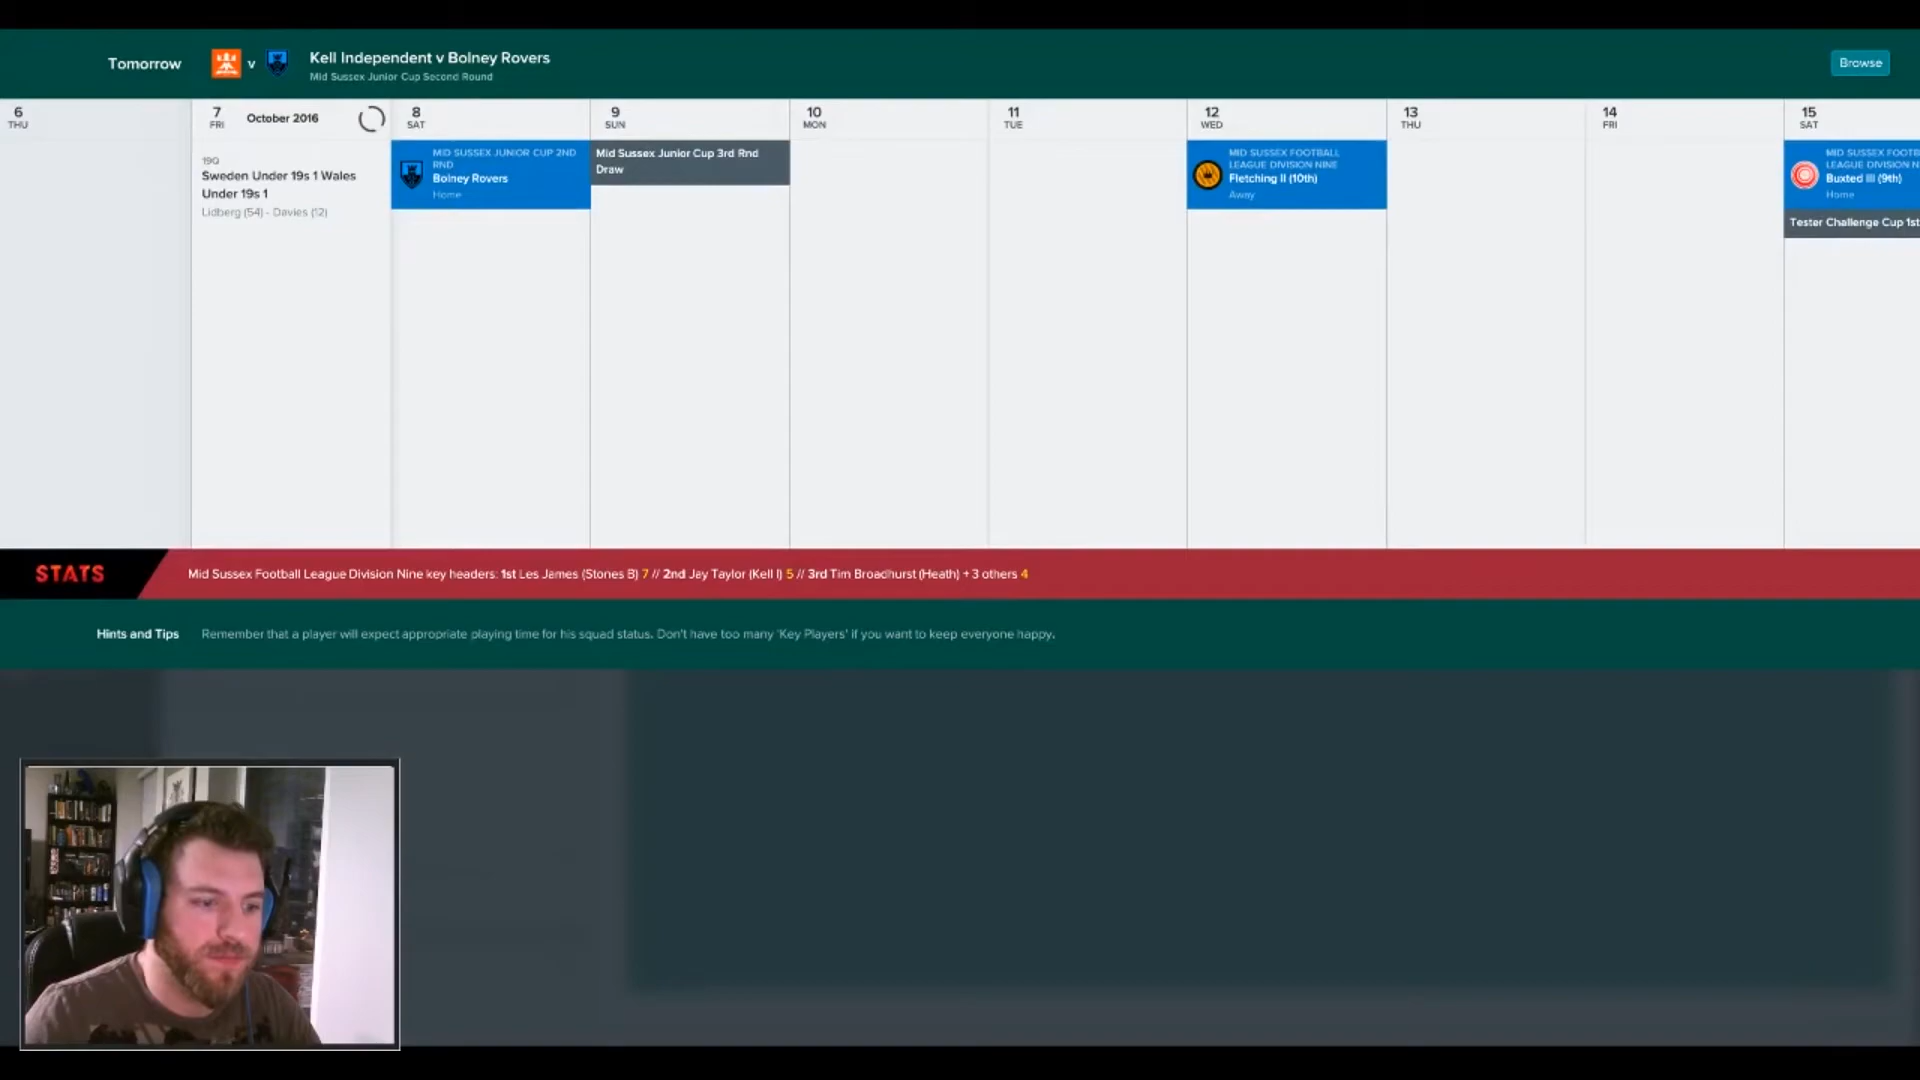 Tomorrow
v
Kell Independent v Bolney Rovers
Mid Sussex Junior Cup Second Round
Browse
6
THU
7
FRI
October 2016
8
SAT
9
SUN
10
MON
11
TUE
12
WED
13
THU
14
FRI
15
SAT
19Q
Sweden Under 19s 1 Wales
Under 19s 1
Lidberg (54) - Davies (12)
MID SUSSEX JUNIOR CUP 2ND
RND
Bolney Rovers
Home
Mid Sussex Junior Cup 3rd Rnd
Draw
MID SUSSEX FOOTBALL
LEAGUE DIVISION NINE
Fletching II (10th)
Away
MID SUSSEX FOOTB
LEAGUE DIVISION N
Buxted III (9th)
Home
Tester Challenge Cup 1st
STATS
Mid Sussex Football League Division Nine key headers: 1st Les James (Stones B) 7 // 2nd Jay Taylor (Kell I) 5 // 3rd Tim Broadhurst (Heath) + 3 others 4
Hints and Tips
Remember that a player will expect appropriate playing time for his squad status. Don't have too many 'Key Players' if you want to keep everyone happy.